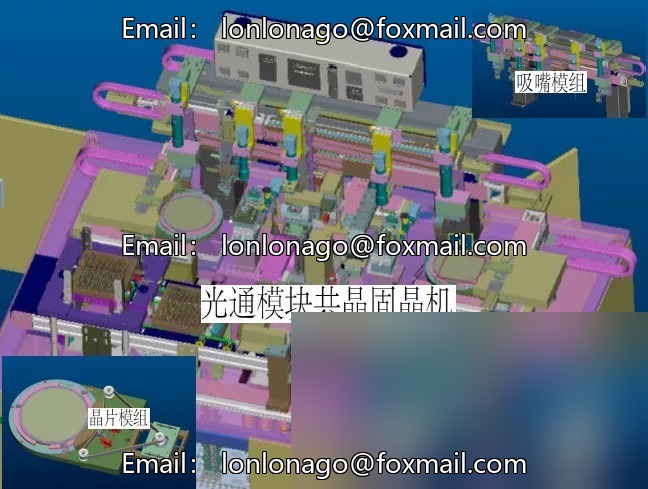 Email： lonlonago@foxmail.com
吸嘴模组
Email： lonlonago@foxmail.com
光通模块共晶固晶机
晶片模组
Email： lonlonago@foxmail.com